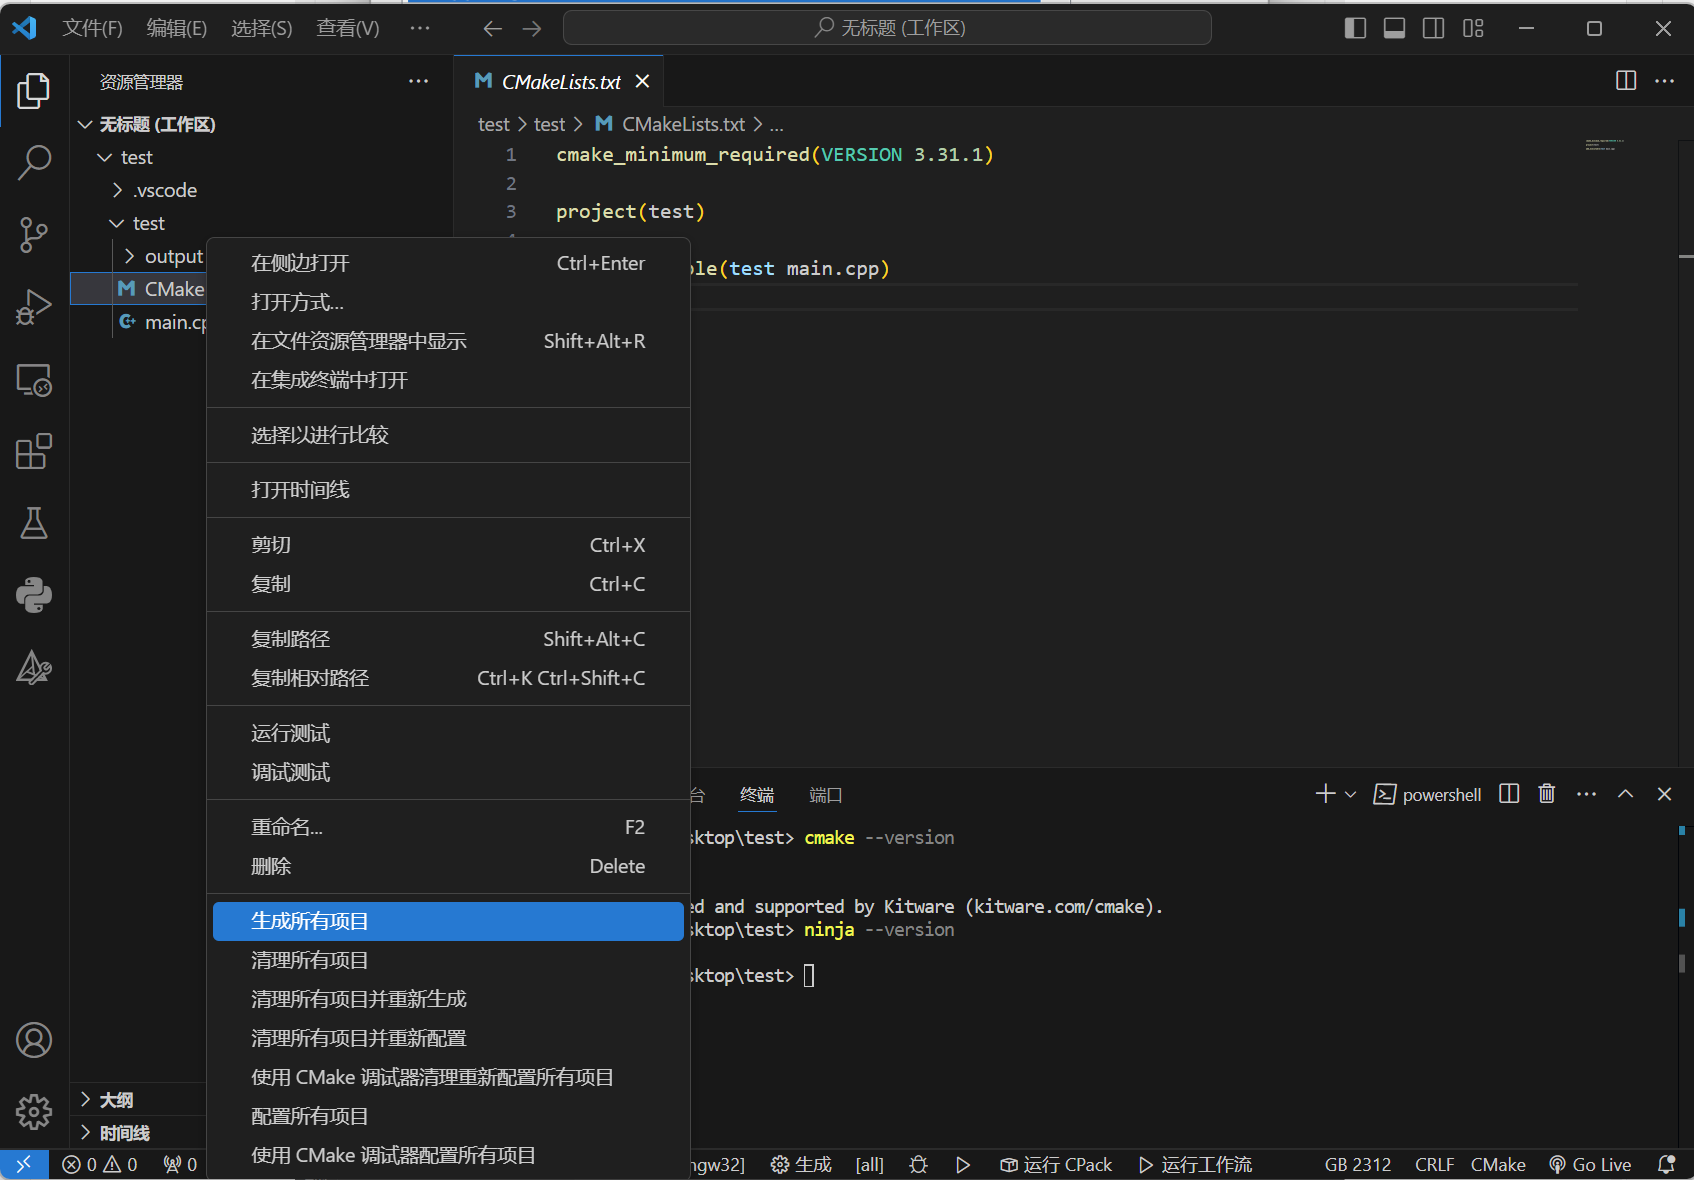 文件(F) 编辑(E) 选择(S) 查看(V) ··· 无标题 (工作区)
资源管理器
CMakeLists.txt
无标题 (工作区)
test
.vscode
test
output
CMake
main.cp
test > test > CMakeLists.txt > ...
1 cmake_minimum_required(VERSION 3.31.1)
2
3 project(test)
ble(test main.cpp)
在侧边打开 Ctrl+Enter
打开方式...
在文件资源管理器中显示 Shift+Alt+R
在集成终端中打开
选择以进行比较
打开时间线
剪切 Ctrl+X
复制 Ctrl+C
复制路径 Shift+Alt+C
复制相对路径 Ctrl+K Ctrl+Shift+C
运行测试
调试测试
重命名... F2
删除 Delete
生成所有项目
清理所有项目
清理所有项目并重新生成
清理所有项目并重新配置
使用 CMake 调试器清理重新配置所有项目
配置所有项目
使用 CMake 调试器配置所有项目
台 终端 端口
powershell
sktop\test> cmake --version
ed and supported by Kitware (kitware.com/cmake).
sktop\test> ninja --version
sktop\test>
大纲
时间线
0 0 0 ngw32] 生成 [all] 运行 CPack 运行工作流 GB 2312 CRLF CMake Go Live